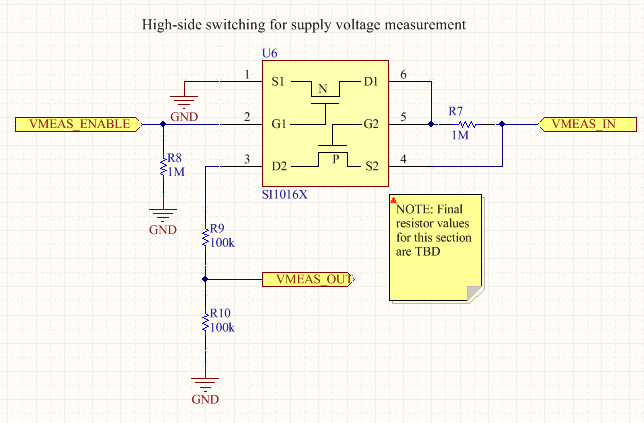 High-side switching for supply voltage measurement
U6
1
S1
D1
6
N
GND
VMEAS_ENABLE
2
G1
G2
5
R7
1M
VMEAS_IN
R8
1M
3
D2
P
S2
4
SI1016X
GND
NOTE: Final
resistor values
for this section
are TBD
R9
100k
VMEAS_OUT
R10
100k
GND